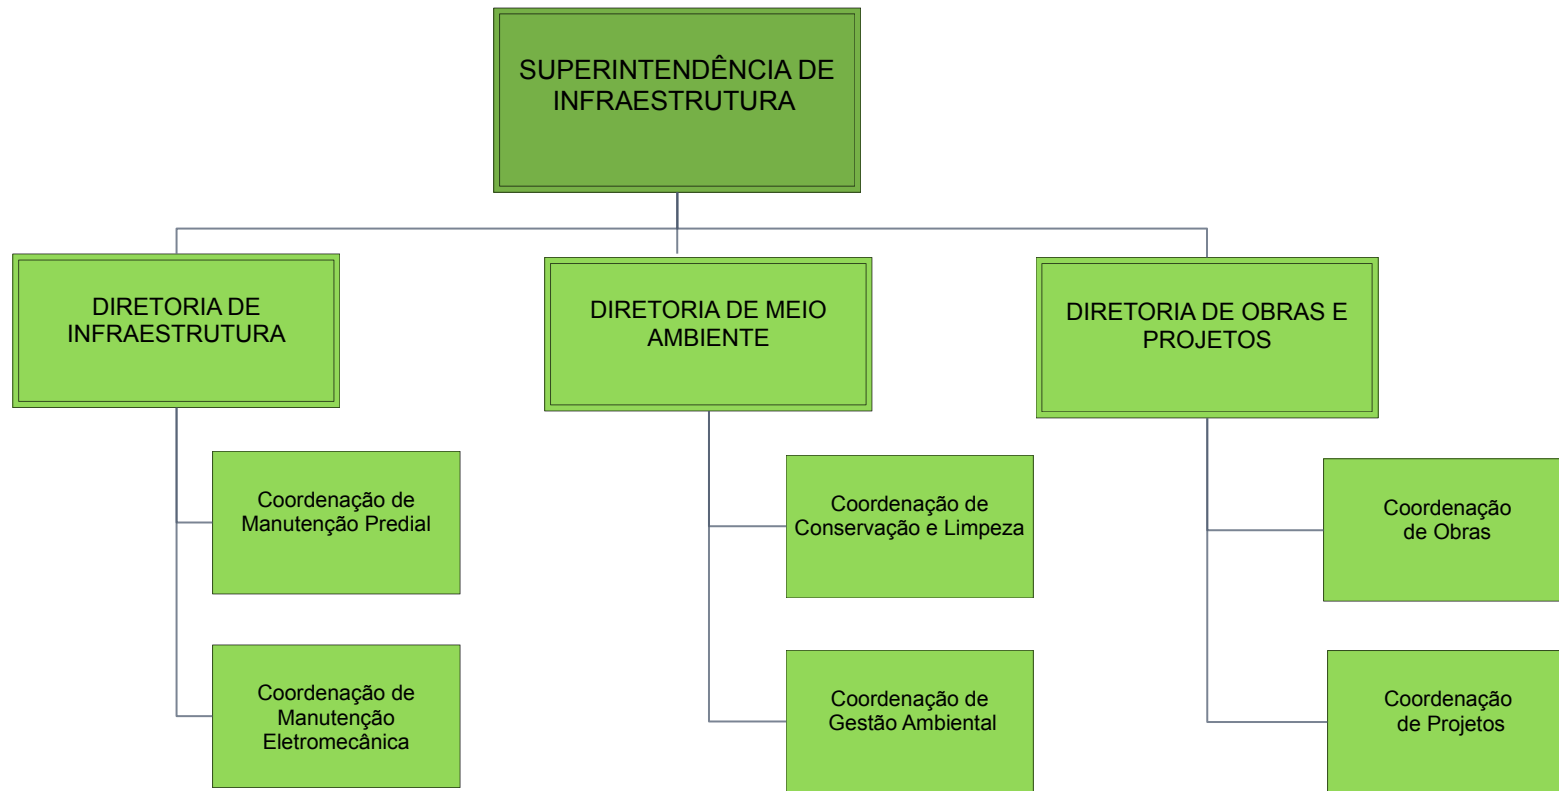 SUPERINTENDÊNCIA DE
INFRAESTRUTURA
DIRETORIA DE
INFRAESTRUTURA
DIRETORIA DE MEIO
AMBIENTE
DIRETORIA DE OBRAS E
PROJETOS
Coordenação de
Manutenção Predial
Coordenação de
Conservação e Limpeza
Coordenação
de Obras
Coordenação de
Manutenção
Eletromecânica
Coordenação de
Gestão Ambiental
Coordenação
de Projetos